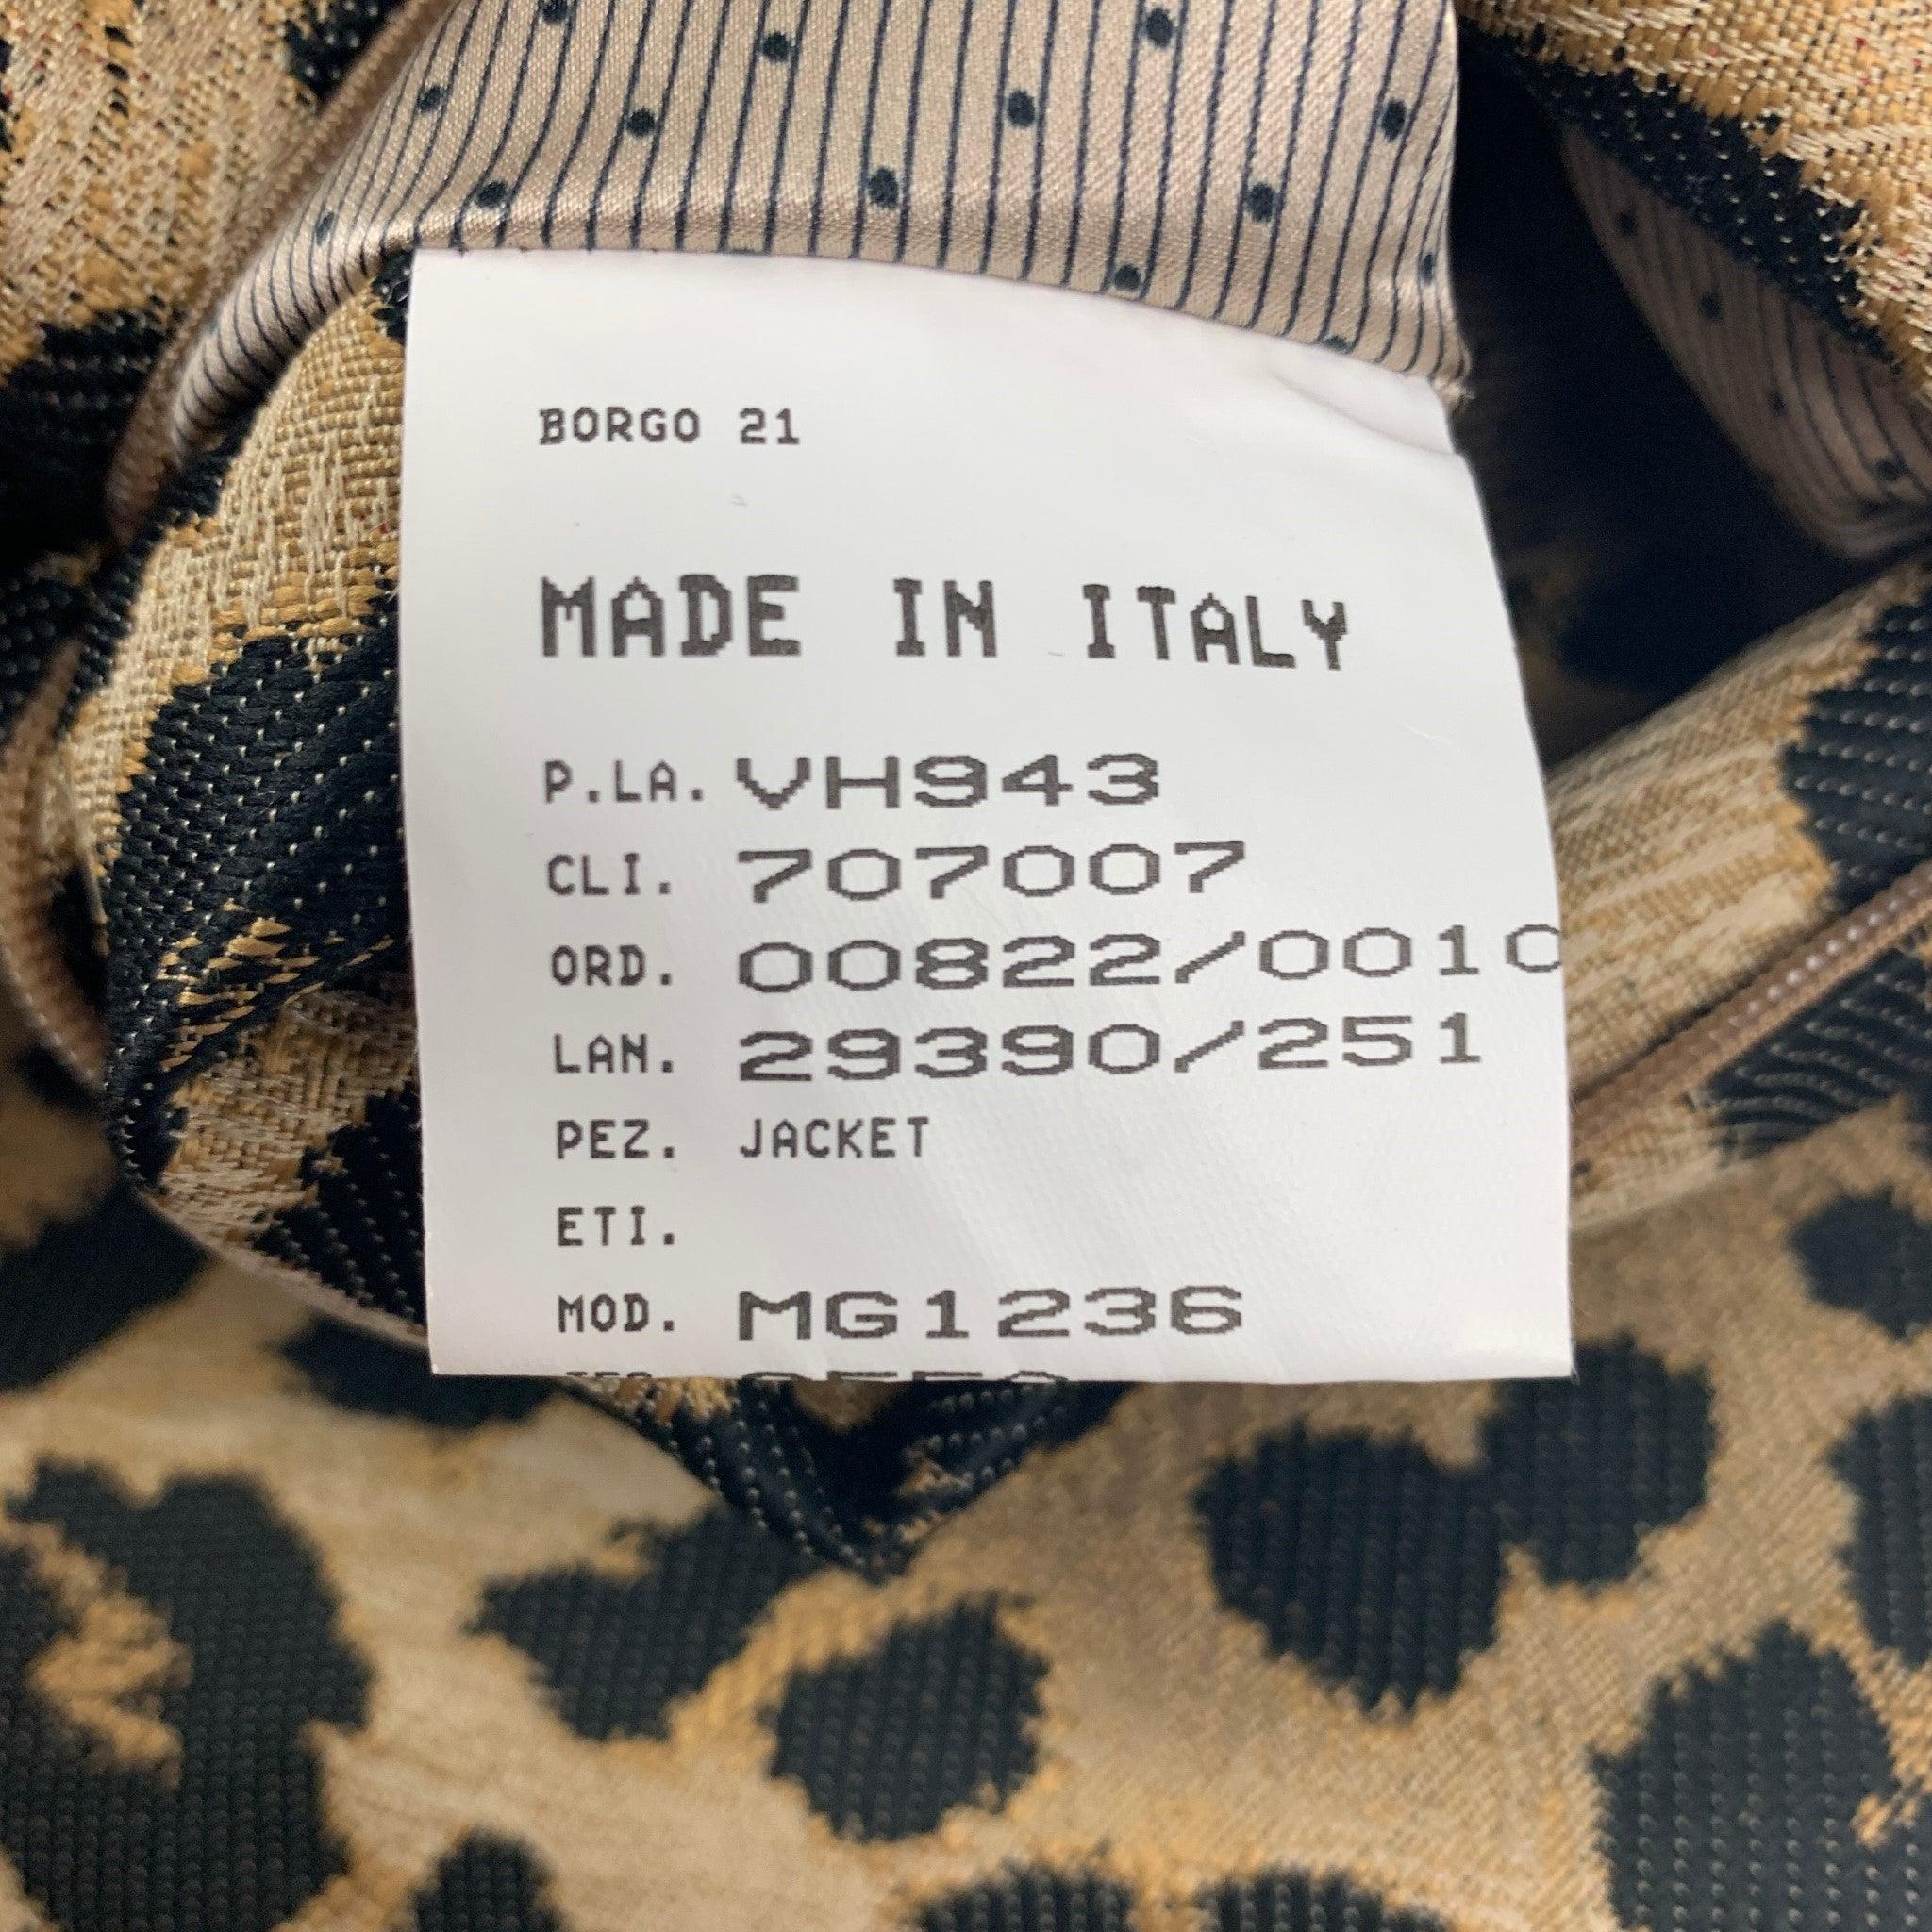 BORGO 21
MADE IN ITALY
P.LA. VH943
CLI. 707007
ORD. 00822/0010
LAN. 29390/251
PEZ. JACKET
ETI.
MOD. MG1236